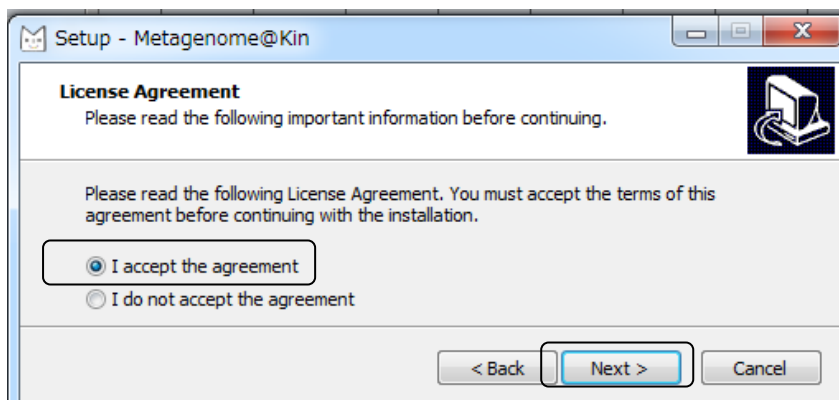 Setup - Metagenome@Kin
License Agreement
Please read the following important information before continuing.
Please read the following License Agreement. You must accept the terms of this
agreement before continuing with the installation.
I accept the agreement
I do not accept the agreement
< Back Next > Cancel